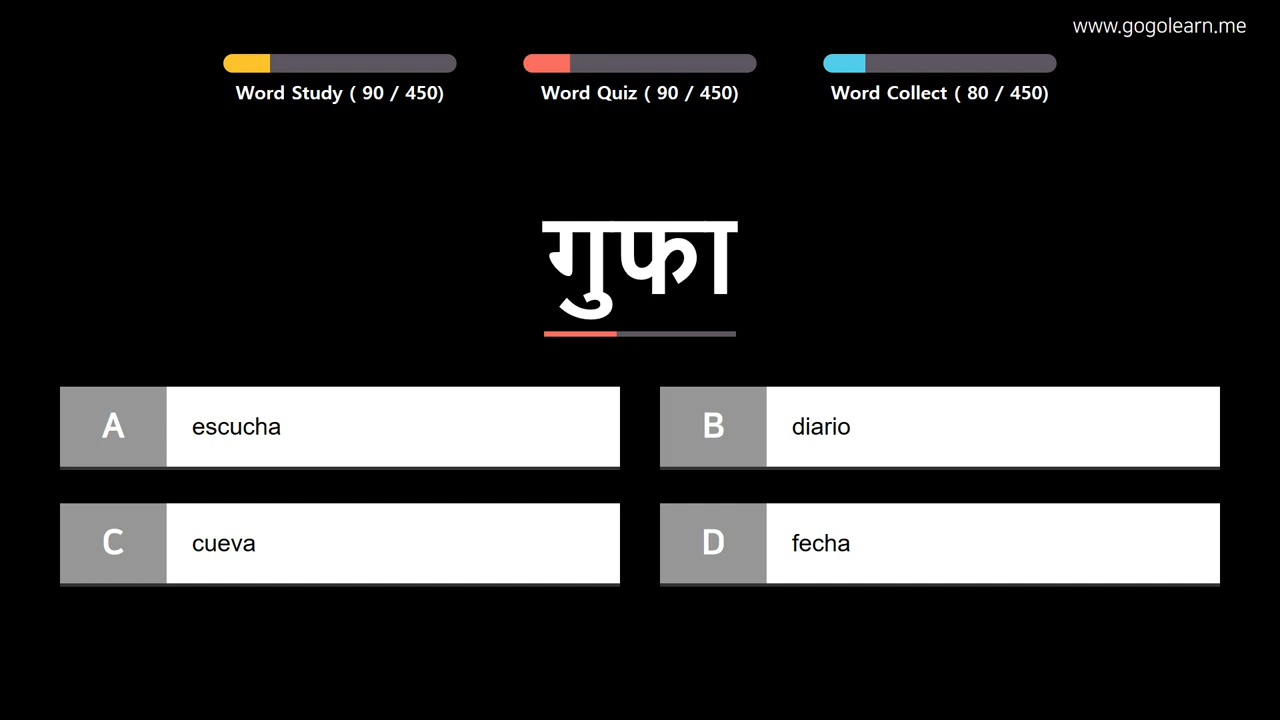 www.gogolearn.me
Word Study ( 90 / 450)
Word Quiz ( 90 / 450)
Word Collect ( 80 / 450)
गुफा
A escucha
B diario
C cueva
D fecha